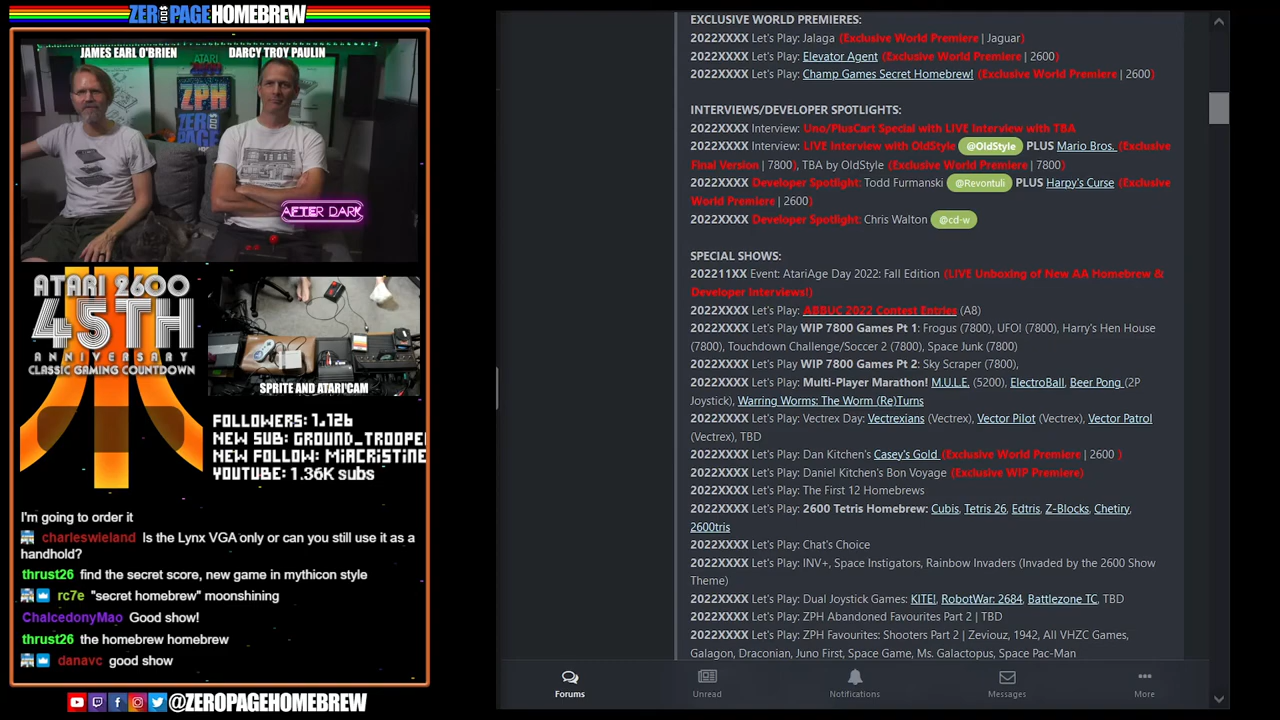 ZERO PAGE HOMEBREW
JAMES EARL O'BRIEN
DARCY TROY PAULIN
ATARI
ZPH
ZERO
PAGE
AFTER DARK
ATARI 2600
45TH
ANNIVERSARY
CLASSIC GAMING COUNTDOWN
SPRITE AND ATARI CAM
FOLLOWERS: 1,126
NEW SUB: GROUND_TROOPER
NEW FOLLOW: MIACRISTINE
YOUTUBE: 1.36K subs
I'm going to order it
charleswieland Is the Lynx VGA only or can you still use it as a
handhold?
thrust26 find the secret score, new game in mythicon style
rc7e "secret homebrew" moonshining
ChalcedonyMao Good show!
thrust26 the homebrew homebrew
danavc good show
@ZEROPAGEHOMEBREW
EXCLUSIVE WORLD PREMIERES:
2022XXXX Let's Play: Jalaga (Exclusive World Premiere | Jaguar)
2022XXXX Let's Play: Elevator Agent (Exclusive World Premiere | 2600)
2022XXXX Let's Play: Champ Games Secret Homebrew! (Exclusive World Premiere | 2600)
INTERVIEWS/DEVELOPER SPOTLIGHTS:
2022XXXX Interview: Uno/PlusCart Special with LIVE Interview with TBA
2022XXXX Interview: LIVE Interview with OldStyle @OldStyle PLUS Mario Bros. (Exclusive
Final Version | 7800), TBA by OldStyle (Exclusive World Premiere | 7800)
2022XXXX Developer Spotlight: Todd Furmanski @Revontuli PLUS Harpy's Curse (Exclusive
World Premiere | 2600)
2022XXXX Developer Spotlight: Chris Walton @cd-w
SPECIAL SHOWS:
202211XX Event: AtariAge Day 2022: Fall Edition (LIVE Unboxing of New AA Homebrew &
Developer Interviews!)
2022XXXX Let's Play: ABBUC 2022 Contest Entries (A8)
2022XXXX Let's Play WIP 7800 Games Pt 1: Frogus (7800), UFO! (7800), Harry's Hen House
(7800), Touchdown Challenge/Soccer 2 (7800), Space Junk (7800)
2022XXXX Let's Play: WIP 7800 Games Pt 2: Sky Scraper (7800),
2022XXXX Let's Play: Multi-Player Marathon! M.U.L.E. (5200), ElectroBall, Beer Pong (2P
Joystick), Warring Worms: The Worm (Re)Turns
2022XXXX Let's Play: Vectrex Day: Vectrexians (Vectrex), Vector Pilot (Vectrex), Vector Patrol
(Vectrex), TBD
2022XXXX Let's Play: Dan Kitchen's Casey's Gold (Exclusive World Premiere | 2600 )
2022XXXX Let's Play: Daniel Kitchen's Bon Voyage (Exclusive WIP Premiere)
2022XXXX Let's Play: The First 12 Homebrews
2022XXXX Let's Play: 2600 Tetris Homebrew: Cubis, Tetris 26, Edtris, Z-Blocks, Chetiry,
2600tris
2022XXXX Let's Play: Chat's Choice
2022XXXX Let's Play: INV+, Space Instigators, Rainbow Invaders (Invaded by the 2600 Show
Theme)
2022XXXX Let's Play: Dual Joystick Games: KITE!, RobotWar: 2684, Battlezone TC, TBD
2022XXXX Let's Play: ZPH Abandoned Favourites Part 2 | TBD
2022XXXX Let's Play: ZPH Favourites: Shooters Part 2 | Zeviouz, 1942, All VHZC Games,
Galagon, Draconian, Juno First, Space Game, Ms. Galactopus, Space Pac-Man
Forums
Unread
Notifications
Messages
More